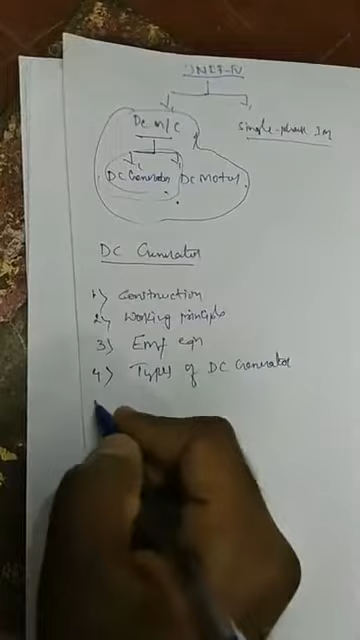 UNIT-IV
DC M/C
Single-phase IM
DC Generator DC Motor
DC Generator
1) Construction
2) Working principle
3) Emf eqn
4) Types of DC Generator